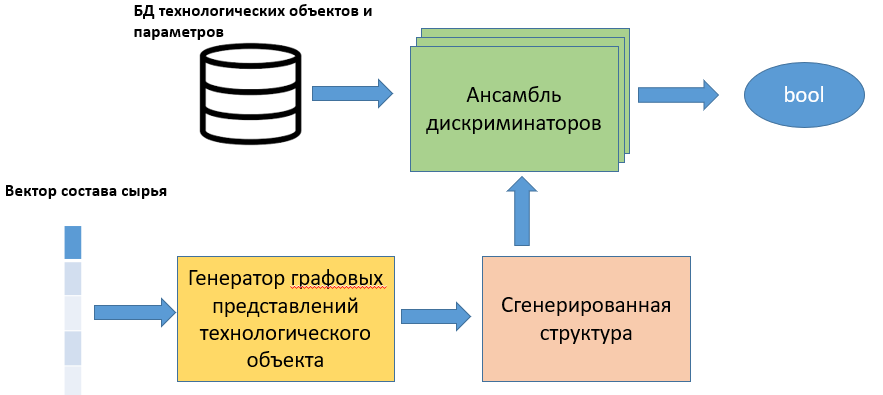 БД технологических объектов и
параметров
Ансамбль
дискриминаторов
bool
Вектор состава сырья
Генератор графовых
представлений
технологического
объекта
Сгенерированная
структура